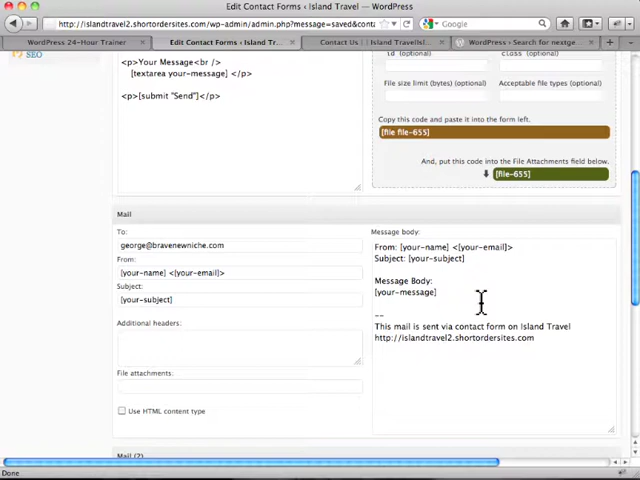 Edit Contact Forms ‹ Island Travel — WordPress
http://islandtravel2.shortordersites.com/wp-admin/admin.php?message=saved&conta
WordPress 24-Hour Trainer
Edit Contact Forms ‹ Island Tr...
Contact Us | Island Travelisl...
WordPress › Search for nextge...
SEO
<p>Your Message<br />
[textarea your-message] </p>
<p>[submit "Send"]</p>
id (optional)
class (optional)
File size limit (bytes) (optional)
Acceptable file types (optional)
Copy this code and paste it into the form left.
[file file-655]
And, put this code into the File Attachments field below.
[file-655]
Mail
To:
george@bravenewniche.com
From:
[your-name] <[your-email]>
Subject:
[your-subject]
Additional headers:
File attachments:
Use HTML content type
Message body:
From: [your-name] <[your-email]>
Subject: [your-subject]
Message Body:
[your-message]
--
This mail is sent via contact form on Island Travel
http://islandtravel2.shortordersites.com
Mail (2)
Done